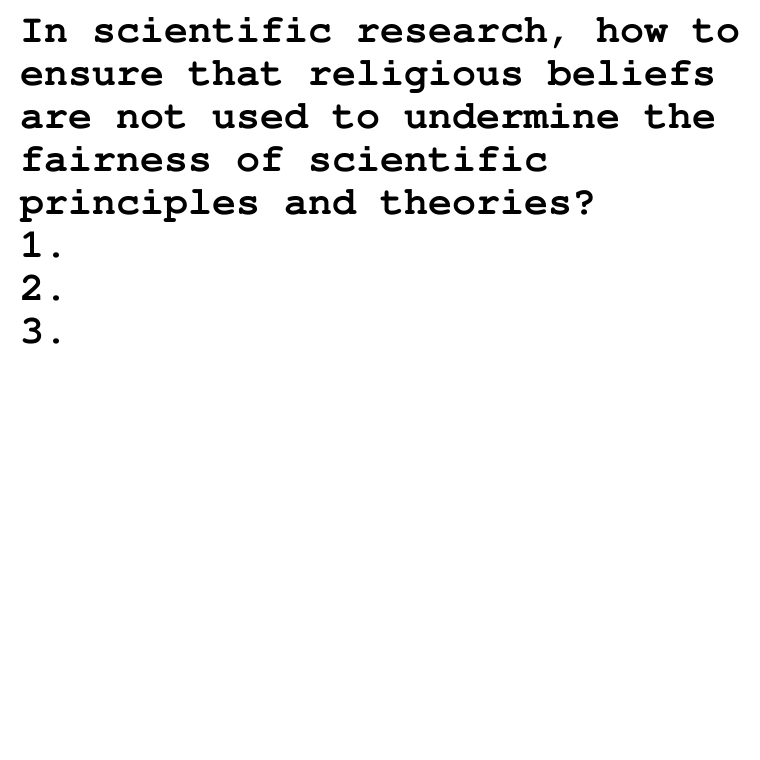 In scientific research, how to
ensure that religious beliefs
are not used to undermine the
fairness of scientific
principles and theories?
1.
2.
3.